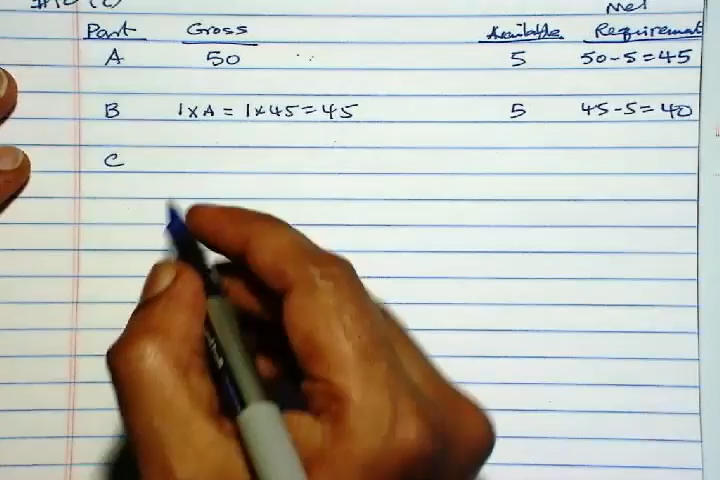 (c) Net
Part Gross Available Requirement
A 50 5 50-5=45
B 1xA = 1x45=45 5 45-5=40
C